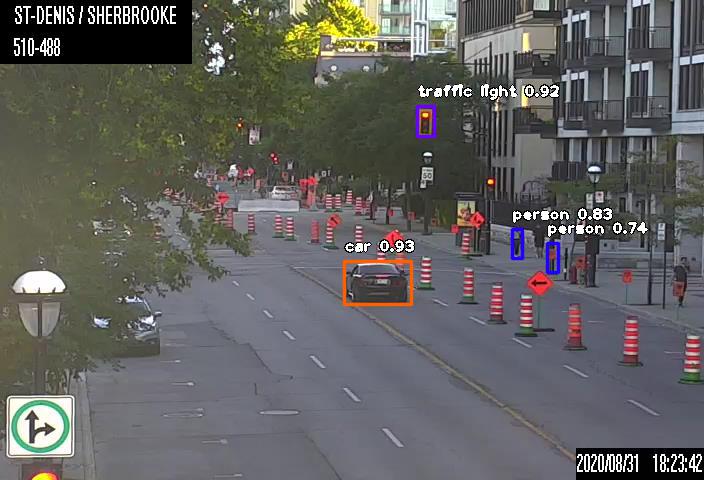 ST-DENIS / SHERBROOKE
510-488
traffic light 0.92
50
person 0.83
person 0.74
car 0.93
2020/08/31 18:23:42